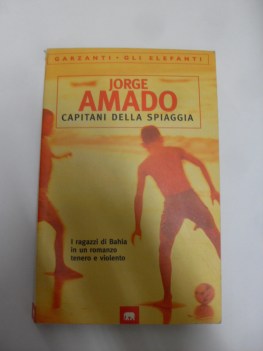 GARZANTI · GLI ELEFANTI
JORGE
AMADO
CAPITANI DELLA SPIAGGIA
I ragazzi di Bahia
in un romanzo
tenero e violento